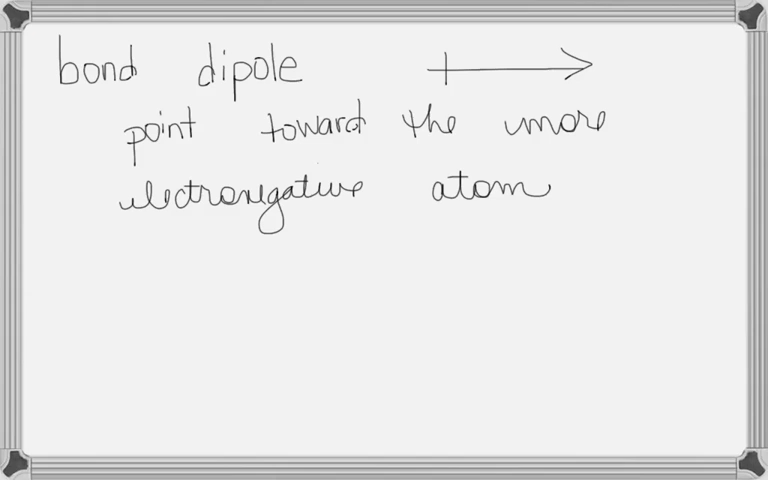 bond dipole
point toward the more
electronegative atom